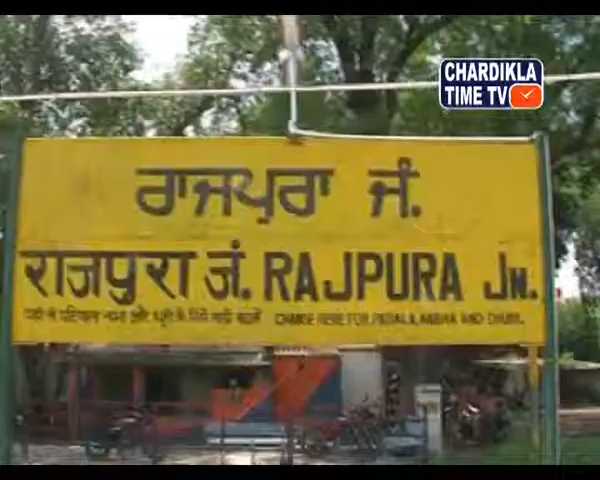 CHARDIKLA
TIME TV
ਰਾਜਪੁਰਾ ਜੰ.
राजपुरा जं. RAJPURA JN.
CHANGE HERE FOR PATIALA, NABHA AND DHURI.